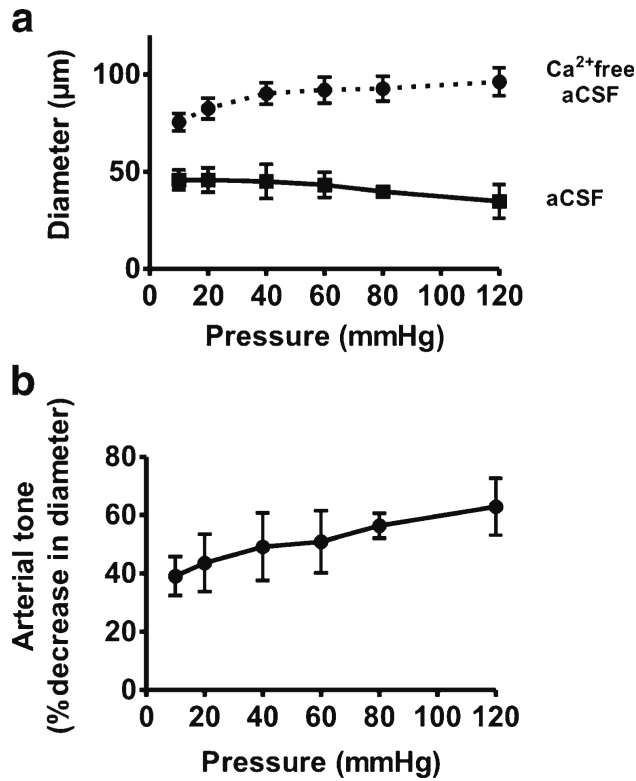 a
Diameter (μm)
100
50
0
Ca²⁺free
aCSF
aCSF
0 20 40 60 80 100 120
Pressure (mmHg)
b
Arterial tone
(%decrease in diameter)
80
60
40
20
0
0 20 40 60 80 100 120
Pressure (mmHg)